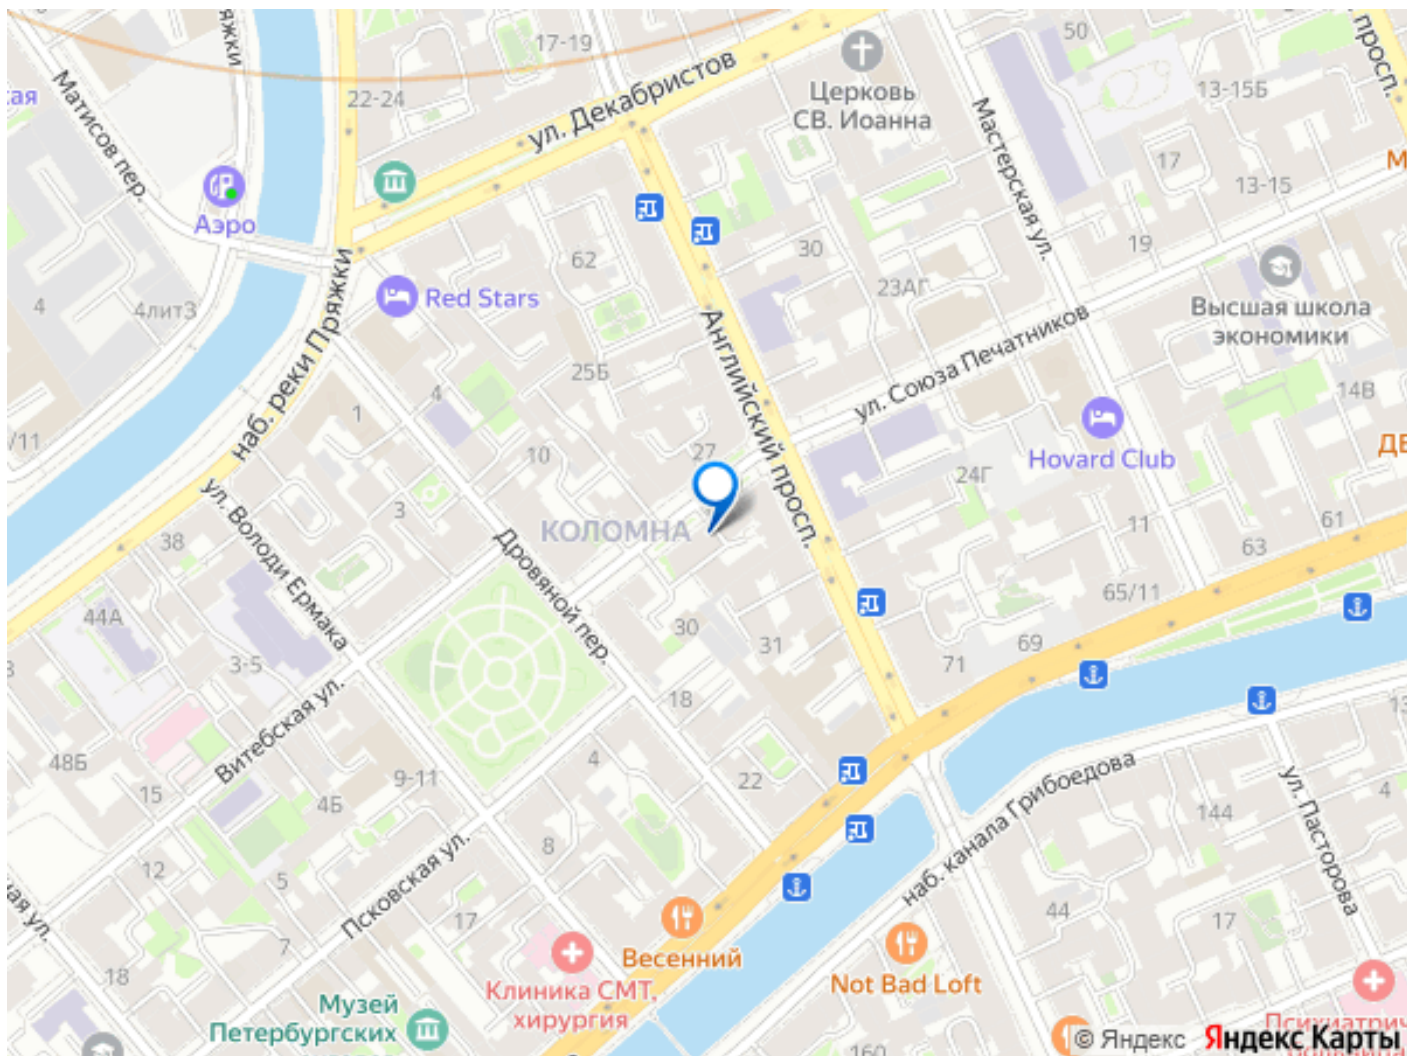 17-19
50
просп.
Пряжки
ул. Декабристов
Матисов пер.
22-24
Церковь
СВ. Иоанна
13-15Б
Мастерская ул.
17
13-15
Аэро
62
30
19
23АГ
4
4лит3
Red Stars
наб. реки Пряжки
Английский просп.
Высшая школа
экономики
ул. Союза Печатников
25Б
4
1
14В
10
27
Hovard Club
24Г
ул. Володи Ермака
3
КОЛОМНА
Дровяной пер.
38
11
63
61
44А
65/11
3-5
30
31
69
71
18
Витебская ул.
48Б
15
9-11
4Б
4
22
наб. канала Грибоедова
ул. Пасторова
4
144
12
5
8
Псковская ул.
17
7
18
44
17
Весенний
Клиника СМТ,
хирургия
Not Bad Loft
Музей
Петербургских
160
© Яндекс
Яндекс Карты